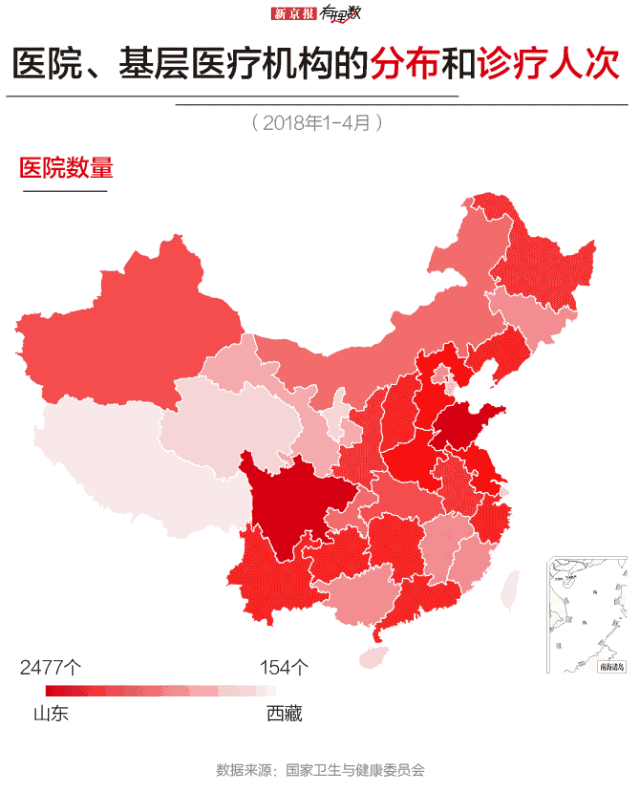 新京报 有理数
医院、基层医疗机构的分布和诊疗人次
（2018年1-4月）
医院数量
2477个 154个
山东 西藏
南海诸岛
数据来源：国家卫生与健康委员会